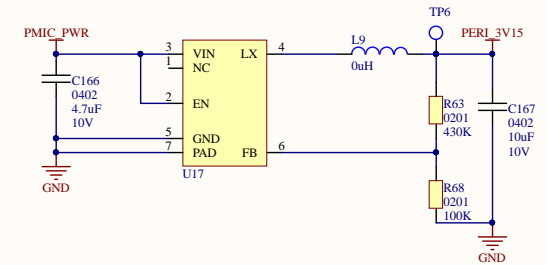 TP6
PMIC_PWR
PERI_3V15
L9
0uH
3 VIN LX 4
1 NC
C166
0402
4.7uF
10V
2 EN
R63
0201
430K
C167
0402
10uF
10V
5 GND
7 PAD FB 6
U17
GND
R68
0201
100K
GND